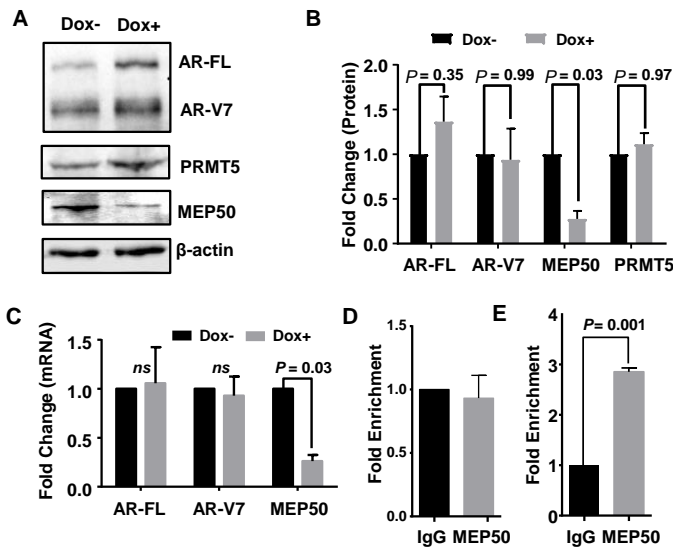 A
Dox- Dox+
AR-FL
AR-V7
PRMT5
MEP50
β-actin
B
Dox- Dox+
Fold Change (Protein)
2.0
1.5
1.0
0.5
0.0
P = 0.35 P = 0.99 P = 0.03 P = 0.97
AR-FL AR-V7 MEP50 PRMT5
C
Dox- Dox+
Fold Change (mRNA)
1.5
1.0
0.5
0.0
ns ns P = 0.03
AR-FL AR-V7 MEP50
D
Fold Enrichment
1.5
1.0
0.5
0.0
IgG MEP50
E
Fold Enrichment
4
3
2
1
0
P= 0.001
IgG MEP50